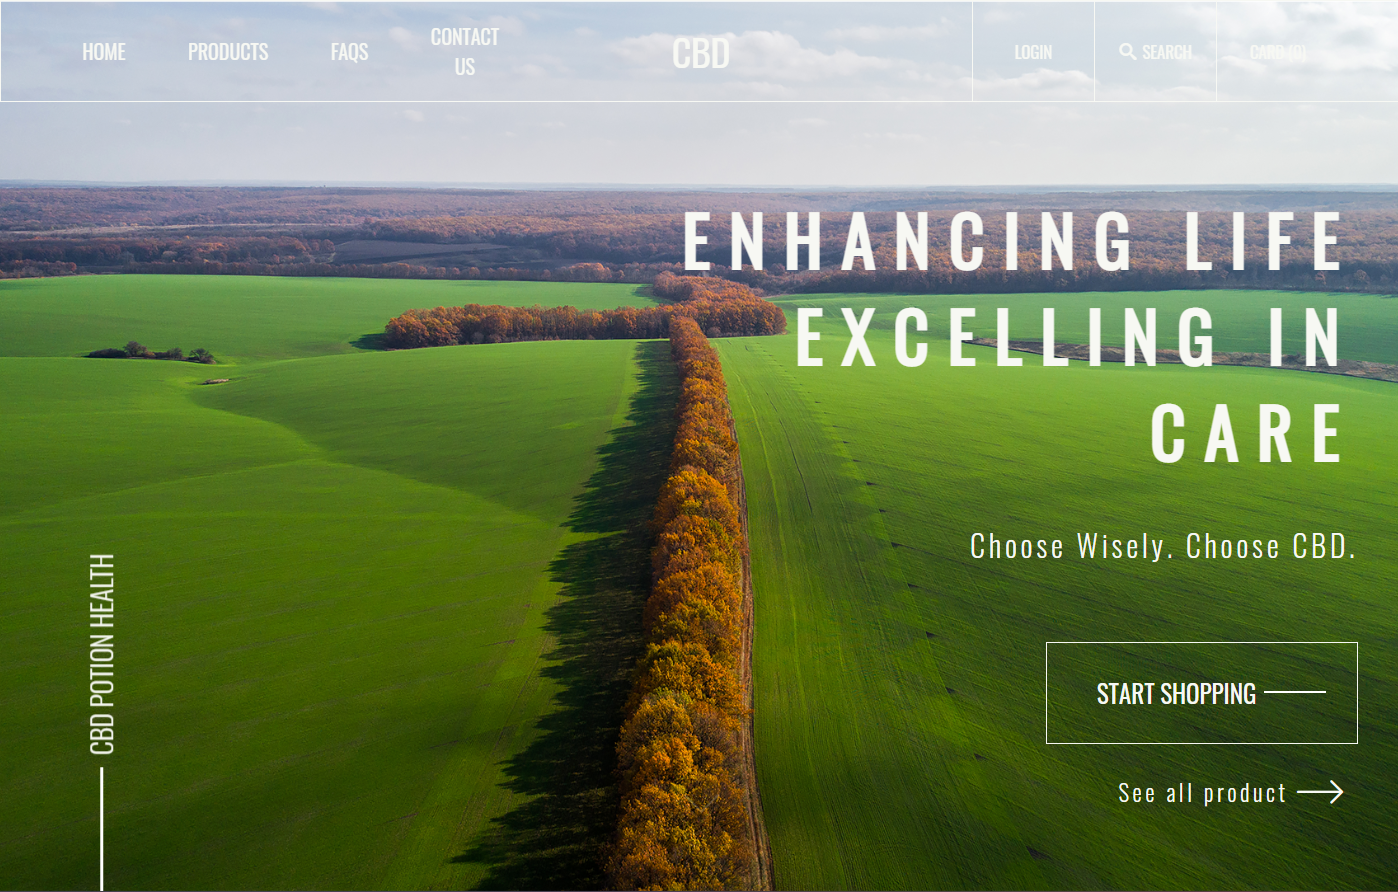 HOME
PRODUCTS
FAQS
CONTACT
US
CBD
LOGIN
SEARCH
CARD (0)
ENHANCING LIFE
EXCELLING IN
CARE
Choose Wisely. Choose CBD.
CBD POTION HEALTH
START SHOPPING
See all product